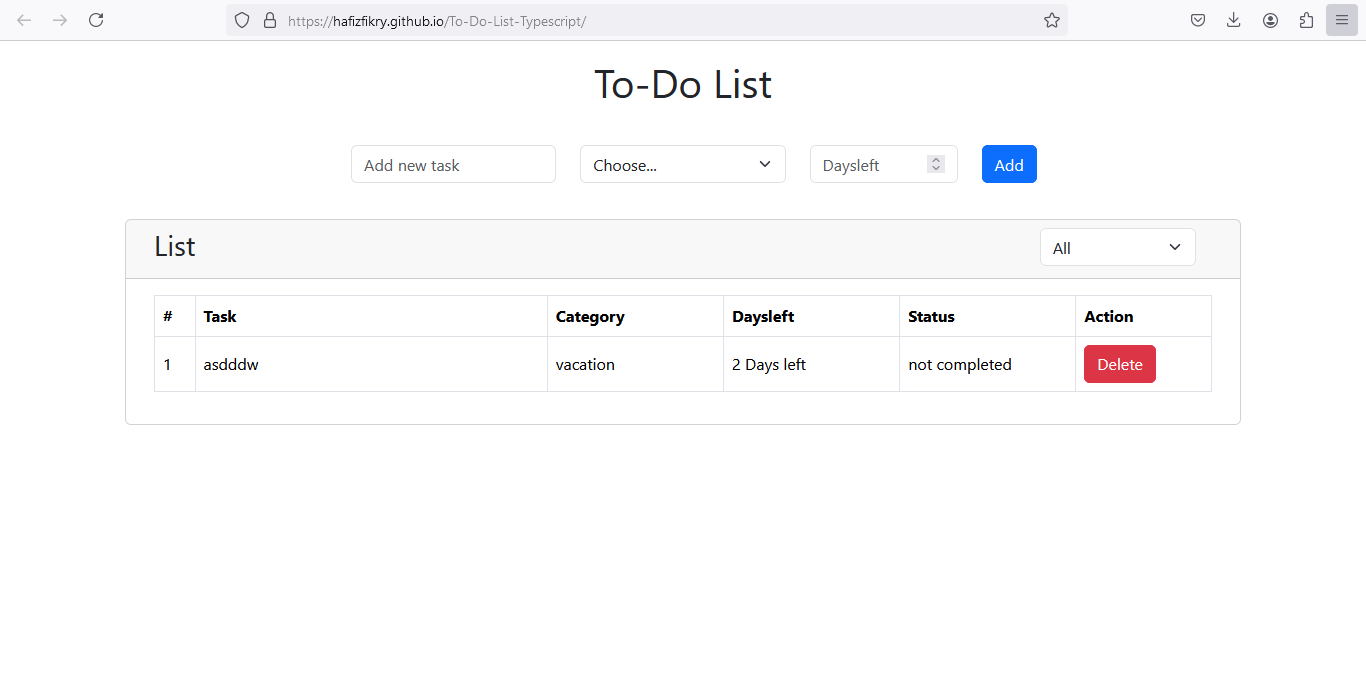 https://hafizfikry.github.io/To-Do-List-Typescript/
To-Do List
Add new task Choose... Daysleft Add
List All
# Task Category Daysleft Status Action
1 asdddw vacation 2 Days left not completed Delete